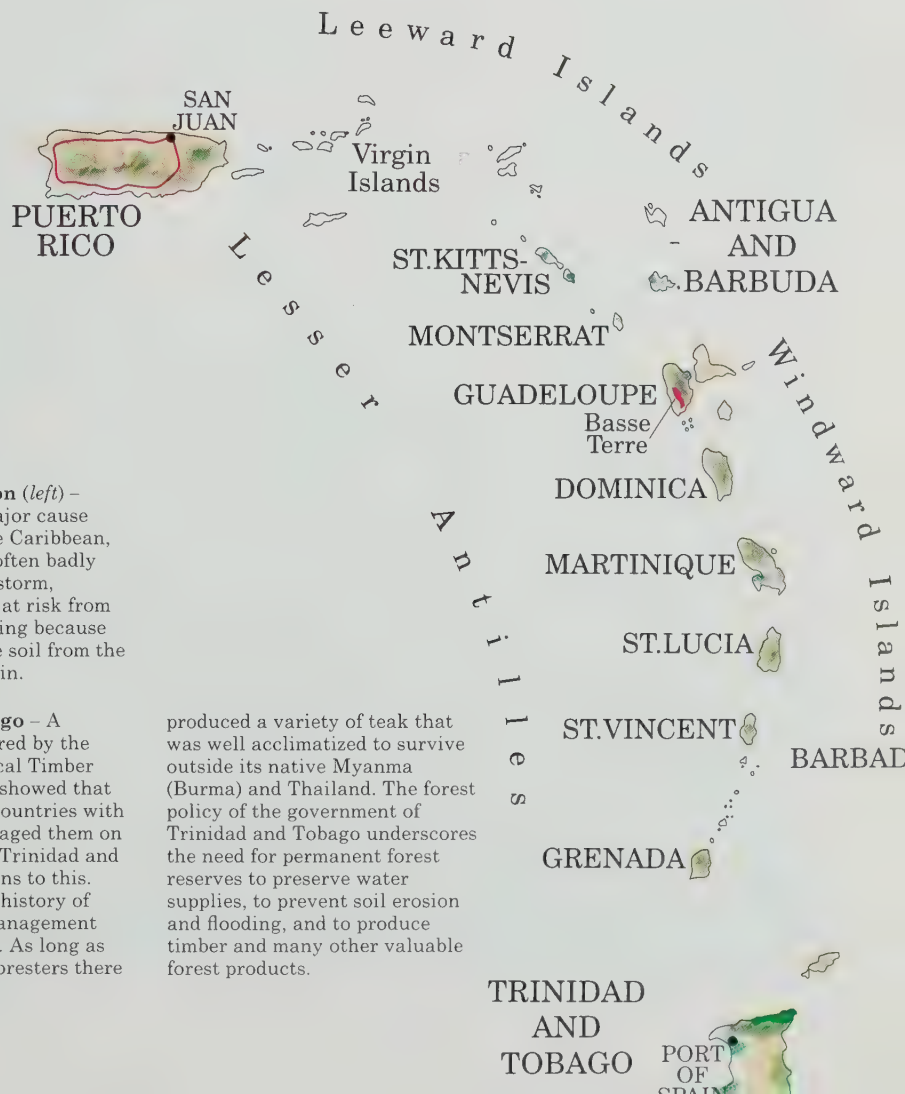 Leeward Islands
SAN
JUAN
Virgin
Islands
PUERTO
RICO
ANTIGUA
AND
BARBUDA
Lesser Antilles
ST.KITTS-
NEVIS
MONTSERRAT
Windward Islands
GUADELOUPE
Basse
Terre
DOMINICA
MARTINIQUE
ST.LUCIA
ST.VINCENT
BARBAD
GRENADA
TRINIDAD
AND
TOBAGO
PORT
OF
SPAIN
on (left) –
ajor cause
e Caribbean,
often badly
storm,
at risk from
ing because
e soil from the
in.
go – A
red by the
cal Timber
showed that
ountries with
aged them on
Trinidad and
ns to this.
history of
anagement
. As long as
oresters there
produced a variety of teak that
was well acclimatized to survive
outside its native Myanma
(Burma) and Thailand. The forest
policy of the government of
Trinidad and Tobago underscores
the need for permanent forest
reserves to preserve water
supplies, to prevent soil erosion
and flooding, and to produce
timber and many other valuable
forest products.